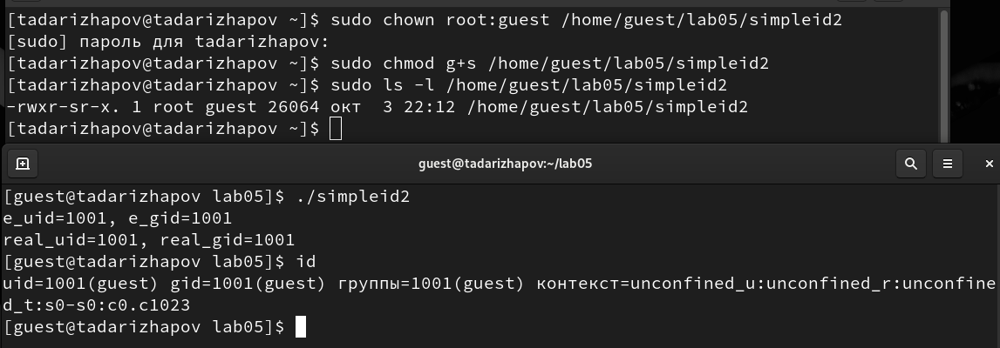 [tadarizhapov@tadarizhapov ~]$ sudo chown root:guest /home/guest/lab05/simpleid2
[sudo] пароль для tadarizhapov:
[tadarizhapov@tadarizhapov ~]$ sudo chmod g+s /home/guest/lab05/simpleid2
[tadarizhapov@tadarizhapov ~]$ sudo ls -l /home/guest/lab05/simpleid2
-rwxr-sr-x. 1 root guest 26064 окт  3 22:12 /home/guest/lab05/simpleid2
[tadarizhapov@tadarizhapov ~]$
guest@tadarizhapov:~/lab05
[guest@tadarizhapov lab05]$ ./simpleid2
e_uid=1001, e_gid=1001
real_uid=1001, real_gid=1001
[guest@tadarizhapov lab05]$ id
uid=1001(guest) gid=1001(guest) группы=1001(guest) контекст=unconfined_u:unconfined_r:unconfine
d_t:s0-s0:c0.c1023
[guest@tadarizhapov lab05]$